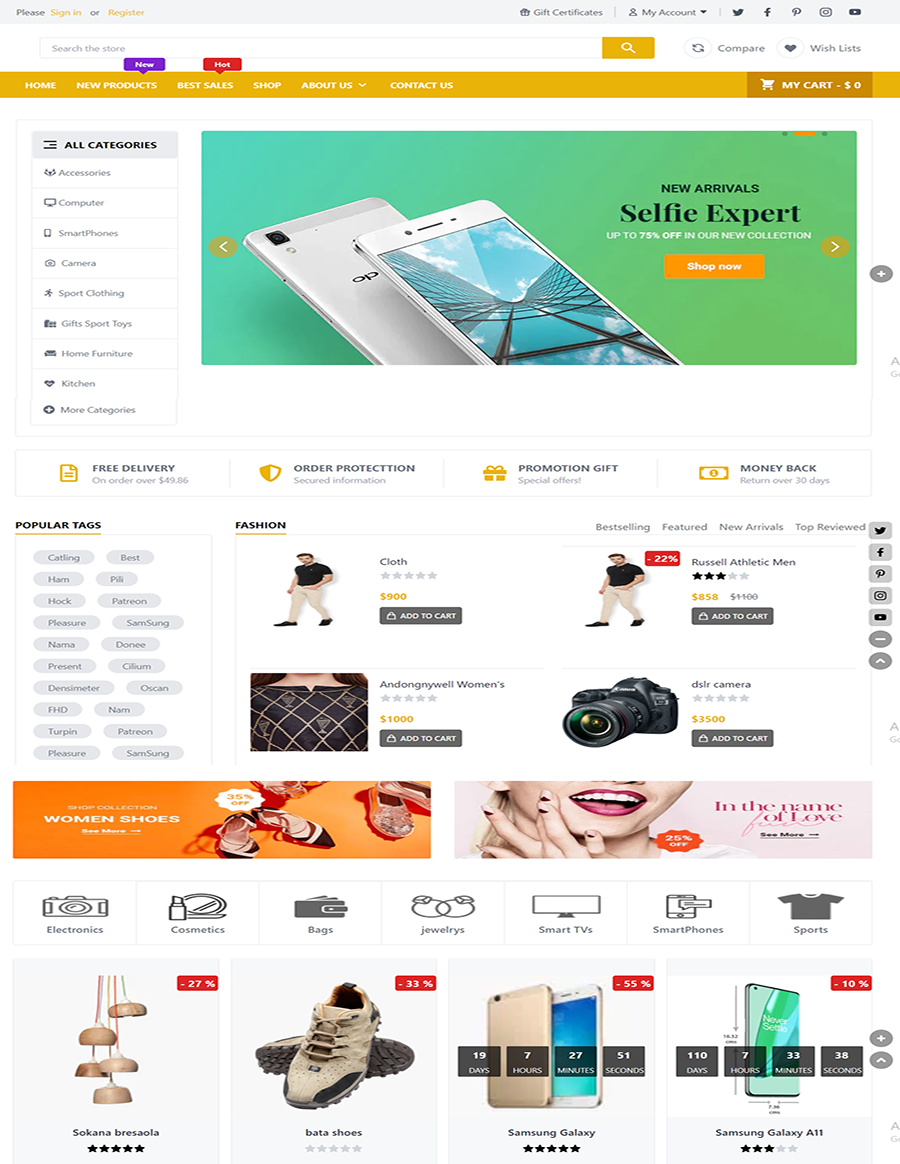 Please Sign in or Register
Gift Certificates
My Account
Search the store
Compare
Wish Lists
New
Hot
HOME
NEW PRODUCTS
BEST SALES
SHOP
ABOUT US
CONTACT US
MY CART - $ 0
ALL CATEGORIES
Accessories
Computer
SmartPhones
Camera
Sport Clothing
Gifts Sport Toys
Home Furniture
Kitchen
More Categories
NEW ARRIVALS
Selfie Expert
UP TO 75% OFF IN OUR NEW COLLECTION
Shop now
FREE DELIVERY
On order over $49.86
ORDER PROTECTTION
Secured information
PROMOTION GIFT
Special offers!
MONEY BACK
Return over 30 days
POPULAR TAGS
Catling Best
Ham Pili
Hock Patreon
Pleasure SamSung
Nama Donee
Present Cilium
Densimeter Oscan
FHD Nam
Turpin Patreon
Pleasure SamSung
FASHION
Bestselling Featured New Arrivals Top Reviewed
Cloth
$900
ADD TO CART
- 22%
Russell Athletic Men
$858 $1100
ADD TO CART
Andongnywell Women's
$1000
ADD TO CART
Canon
dslr camera
$3500
ADD TO CART
SHOP COLLECTION
WOMEN SHOES
See More
35%
OFF
In the name
of Love
fun
See More
25%
OFF
Electronics
Cosmetics
Bags
jewelrys
Smart TVs
SmartPhones
Sports
- 27 %
Sokana bresaola
- 33 %
bata shoes
- 55 %
19 7 27 51
DAYS HOURS MINUTES SECONDS
Samsung Galaxy
- 10 %
Never
Settle
16.32
cms
110 7 33 38
DAYS HOURS MINUTES SECONDS
7.36
cms
Samsung Galaxy A11